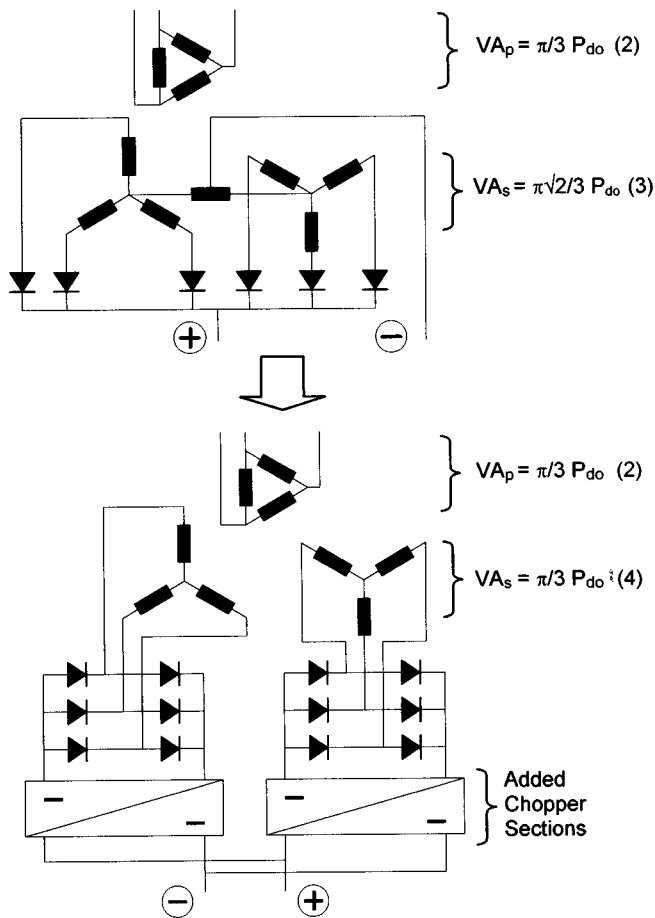 VAp = π/3 Pdo (2)
VAs = π√2/3 Pdo (3)
+
−
VAp = π/3 Pdo (2)
VAs = π/3 Pdo (4)
−
−
−
−
Added
Chopper
Sections
−
+